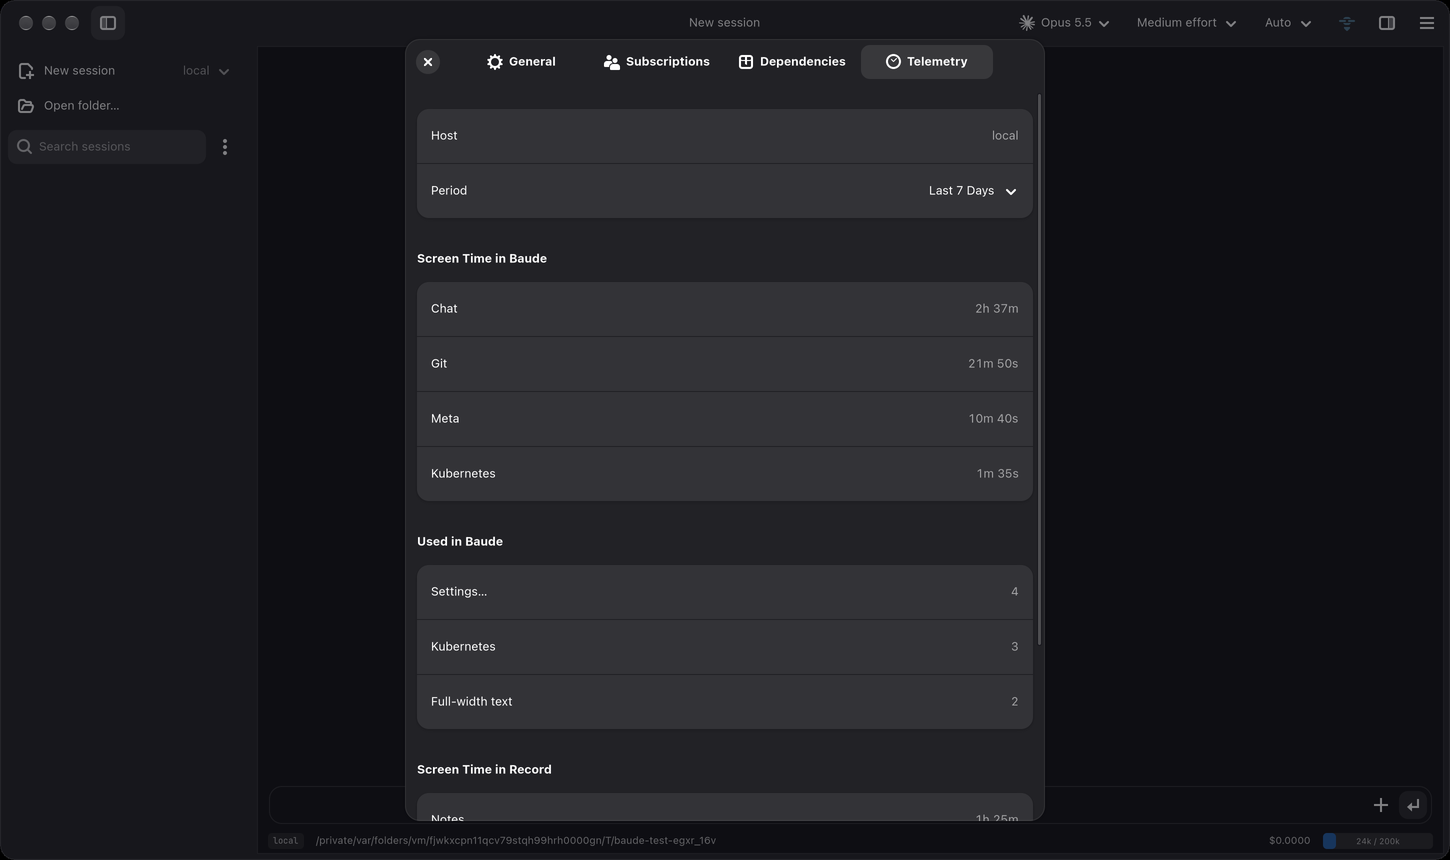 New session
Opus 5.5
Medium effort
Auto
New session
local
Open folder...
Search sessions
General
Subscriptions
Dependencies
Telemetry
Host
local
Period
Last 7 Days
Screen Time in Baude
Chat
2h 37m
Git
21m 50s
Meta
10m 40s
Kubernetes
1m 35s
Used in Baude
Settings...
4
Kubernetes
3
Full-width text
2
Screen Time in Record
Notes
1h 25m
local
/private/var/folders/vm/fjwkxcpn11qcv79stqh99hrh0000gn/T/baude-test-egxr_16v
$0.0000
24k / 200k